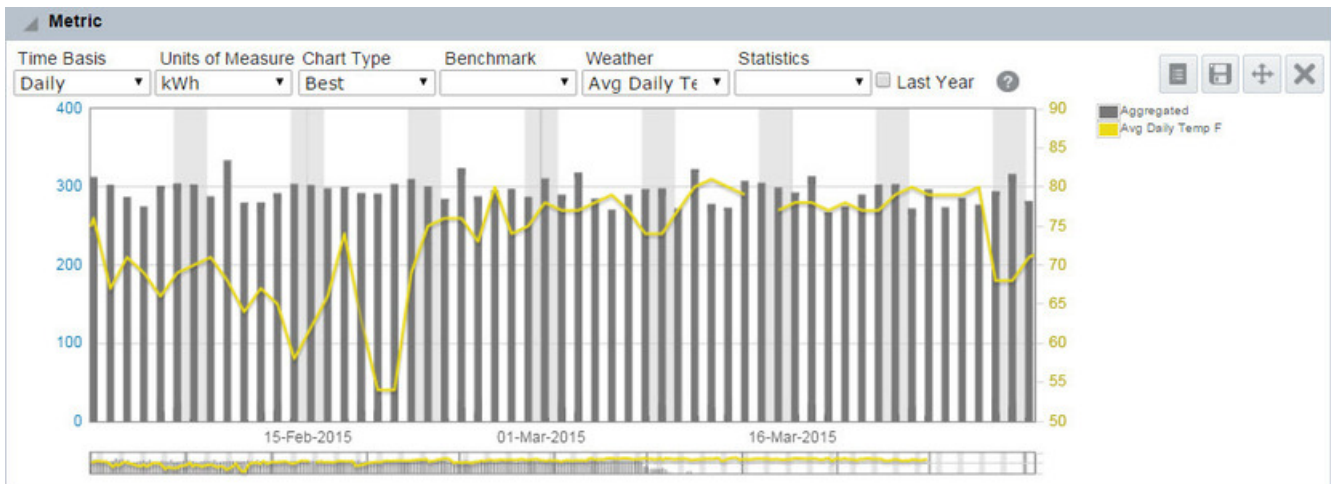 Metric
Time Basis Units of Measure Chart Type Benchmark Weather Statistics
Daily kWh Best Avg Daily Te Last Year ?
400 90
Aggregated
Avg Daily Temp F
85
300 80
75
200 70
65
100 60
55
0 50
15-Feb-2015 01-Mar-2015 16-Mar-2015